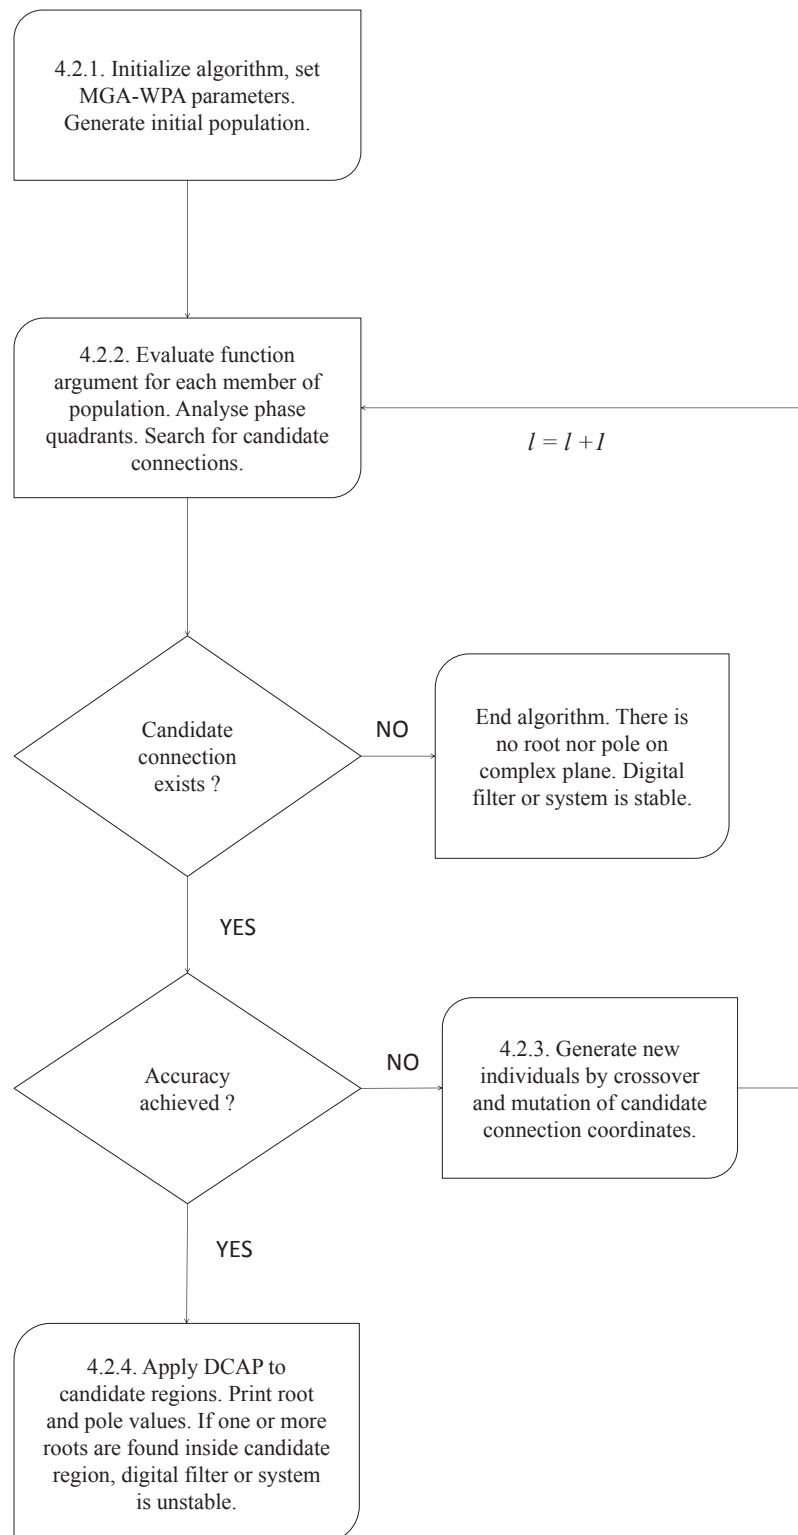 4.2.1. Initialize algorithm, set
MGA-WPA parameters.
Generate initial population.
4.2.2. Evaluate function
argument for each member of
population. Analyse phase
quadrants. Search for candidate
connections.
l = l +1
Candidate
connection
exists ?
NO
End algorithm. There is
no root nor pole on
complex plane. Digital
filter or system is stable.
YES
Accuracy
achieved ?
NO
4.2.3. Generate new
individuals by crossover
and mutation of candidate
connection coordinates.
YES
4.2.4. Apply DCAP to
candidate regions. Print root
and pole values. If one or more
roots are found inside candidate
region, digital filter or system
is unstable.